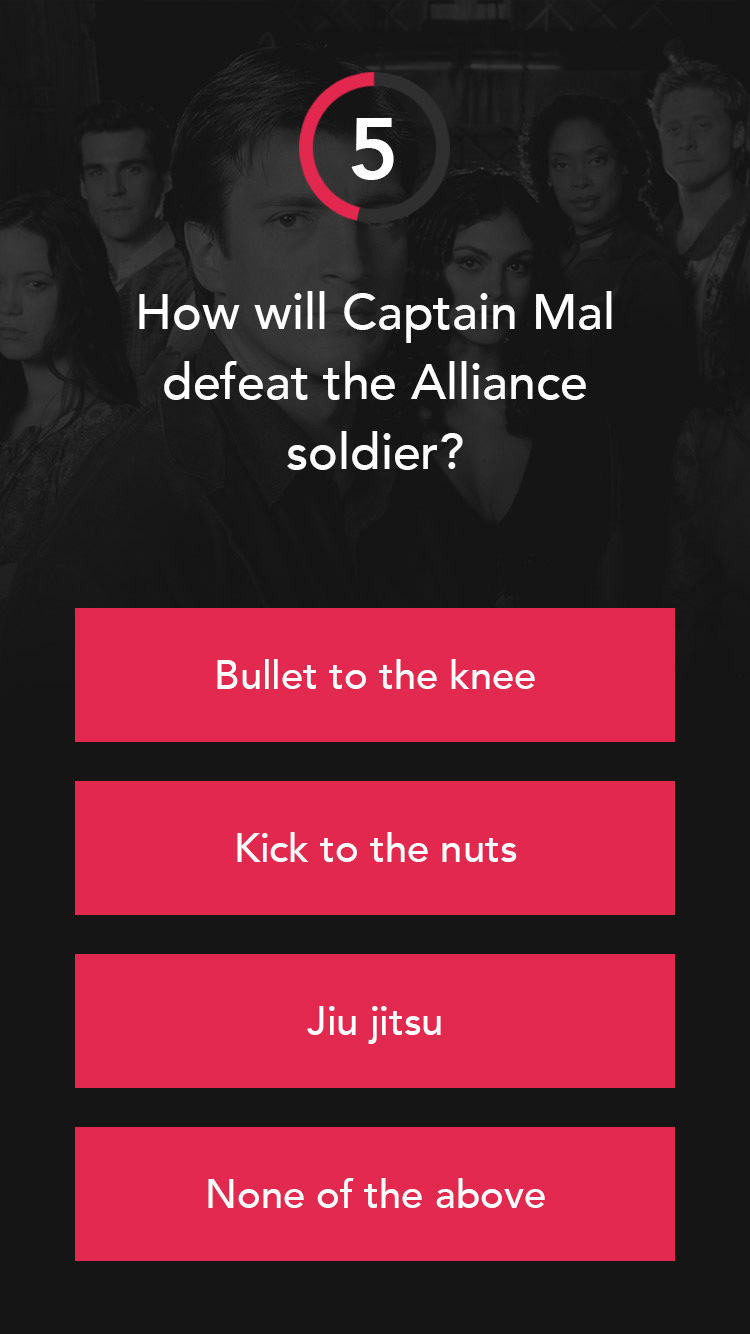 5
How will Captain Mal
defeat the Alliance
soldier?
Bullet to the knee
Kick to the nuts
Jiu jitsu
None of the above